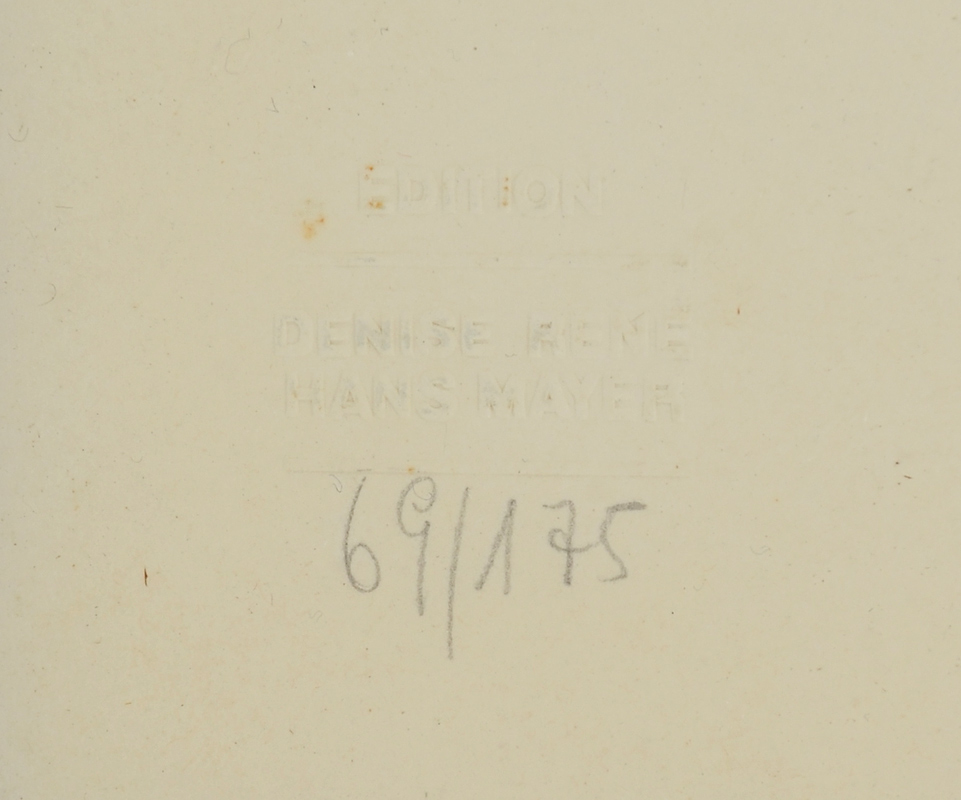 EDITION
DENISE RENE
HANS MAYER
69/175